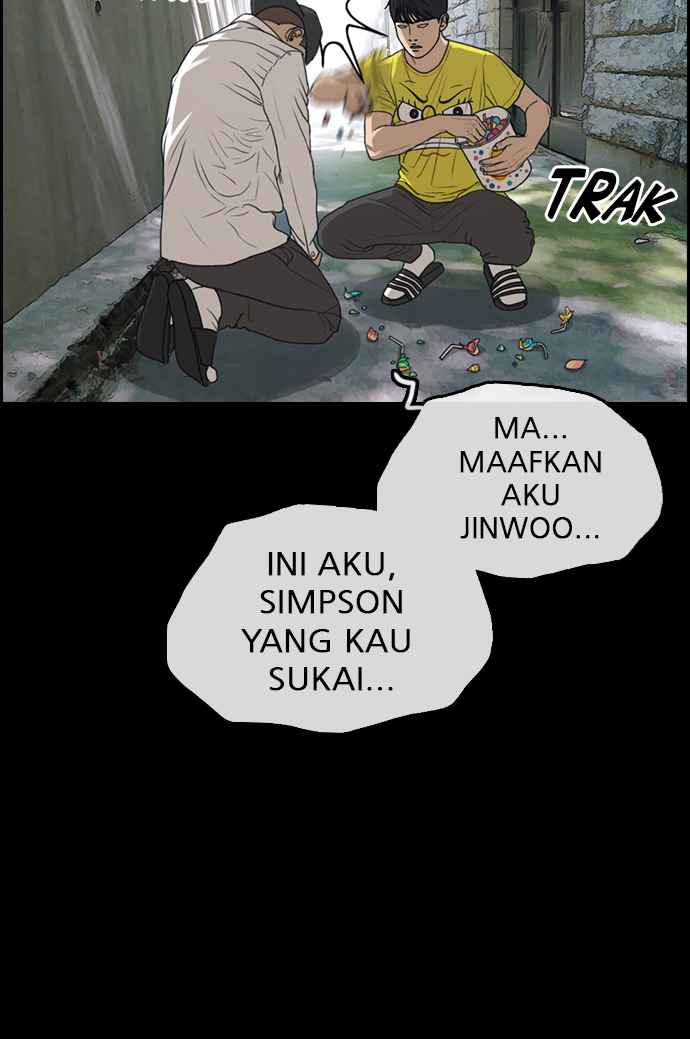 TRAK
MA...
MAAFKAN
AKU
JINWOO...
INI AKU,
SIMPSON
YANG KAU
SUKAI...